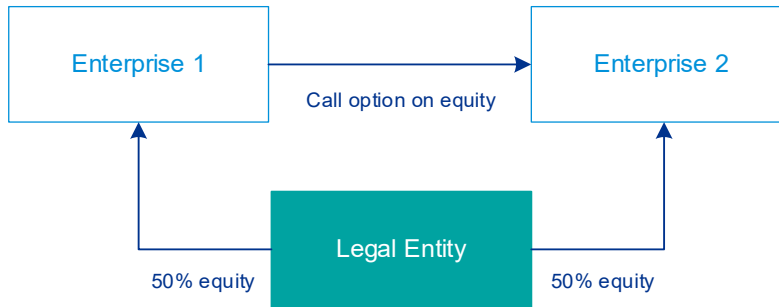 Enterprise 1
Enterprise 2
Call option on equity
Legal Entity
50% equity
50% equity